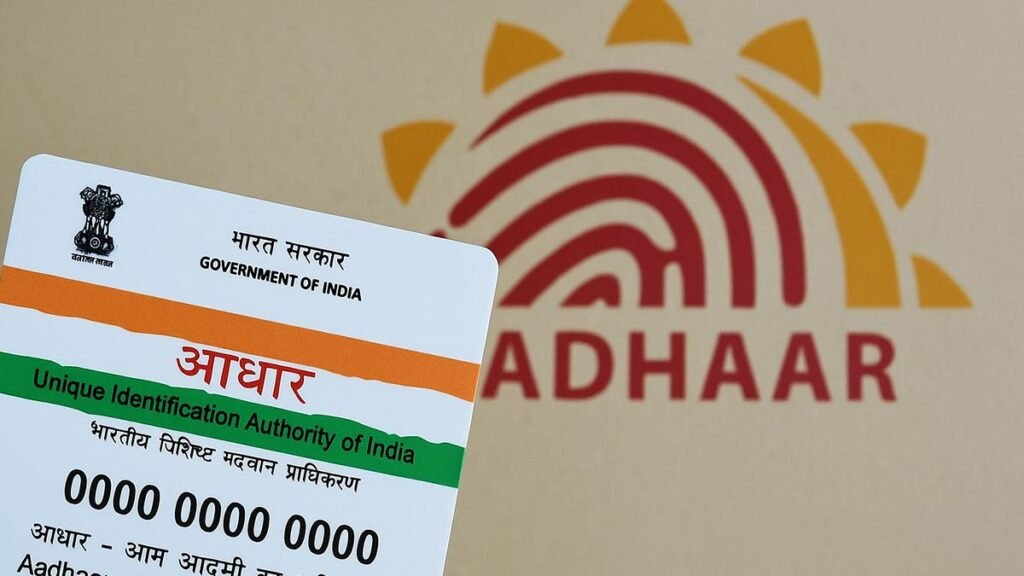 भारत सरकार
GOVERNMENT OF INDIA
आधार
Unique Identification Authority of India
भारतीय पिशिष्ट मदवान प्राधिकरण
0000 0000 0000
आधार – आम आदमी
ADHAAR